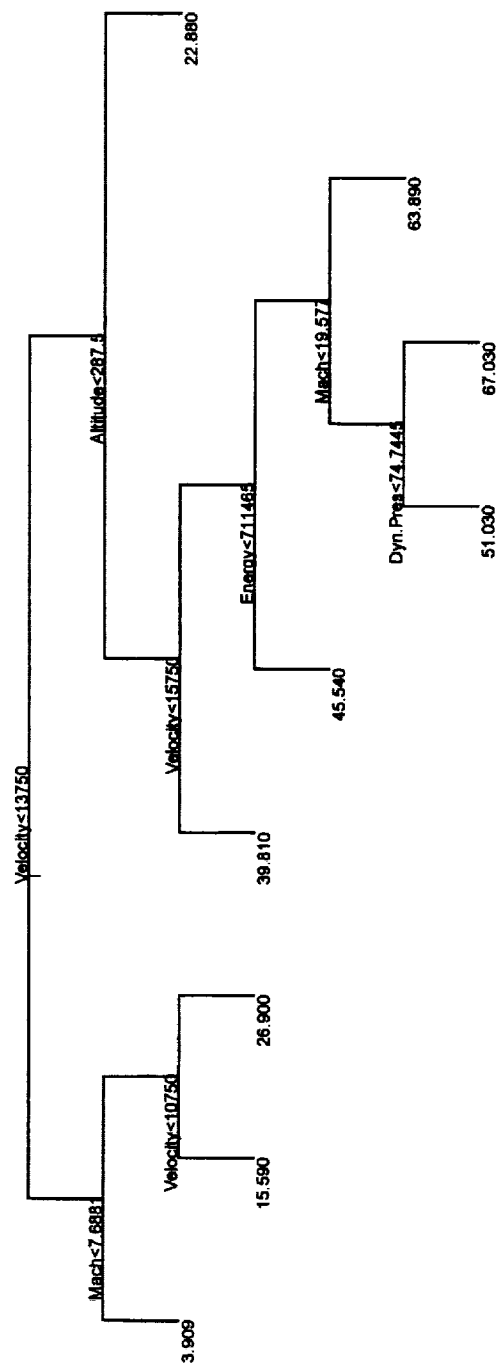 Velocity<13750
Mach<7.6881
Altitude<287.5
3.909
Velocity<10750
Velocity<15750
22.880
15.590
26.900
39.810
Energy<711465
45.540
Mach<19.577
Dyn.Pres<74.7445
63.890
51.030
67.030